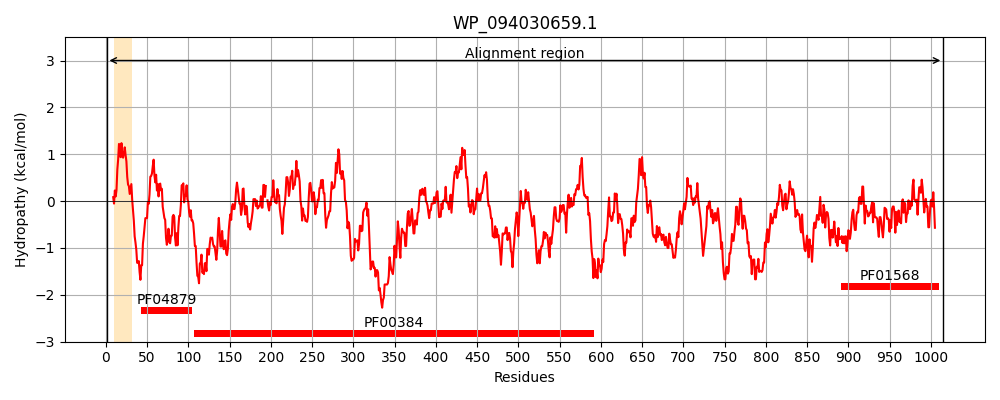 WP_094030659.1
Alignment region
Hydropathy (kcal/mol)
3
2
1
0
−1
−2
−3
PF01568
PF04879
PF00384
0 50 100 150 200 250 300 350 400 450 500 550 600 650 700 750 800 850 900 950 1000
Residues